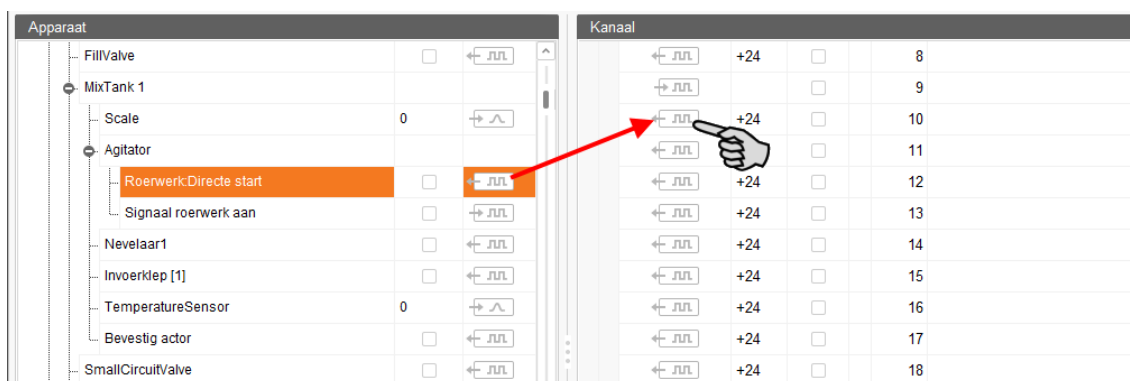 Apparaat Kanaal
FillValve +24 8
MixTank 1 9
Scale 0 +24 10
Agitator 11
Roerwerk:Directe start +24 12
Signaal roerwerk aan +24 13
Nevelaar1 +24 14
Invoerklep [1] +24 15
TemperatureSensor 0 +24 16
Bevestig actor +24 17
SmallCircuitValve +24 18